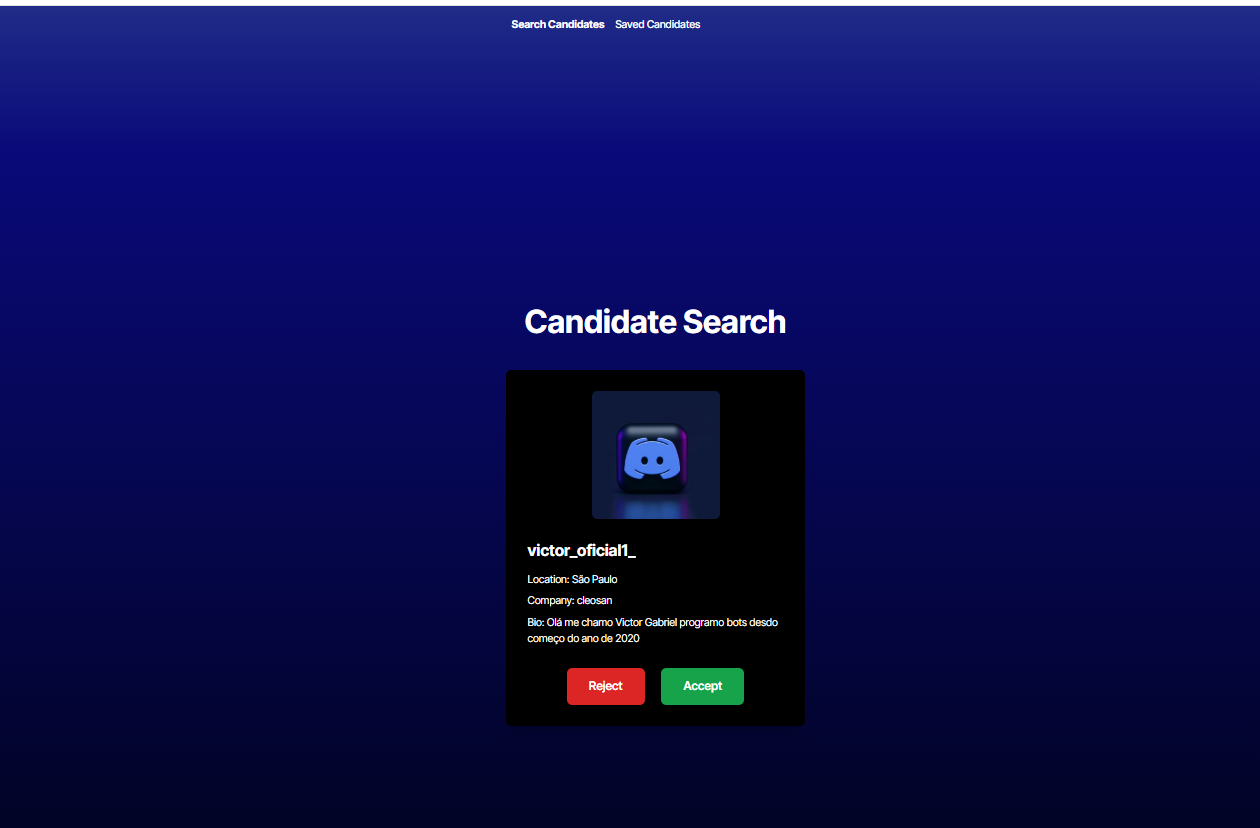 Search Candidates Saved Candidates
Candidate Search
victor_oficial1_
Location: São Paulo
Company: cleosan
Bio: Olá me chamo Victor Gabriel programo bots desdo
começo do ano de 2020
Reject Accept